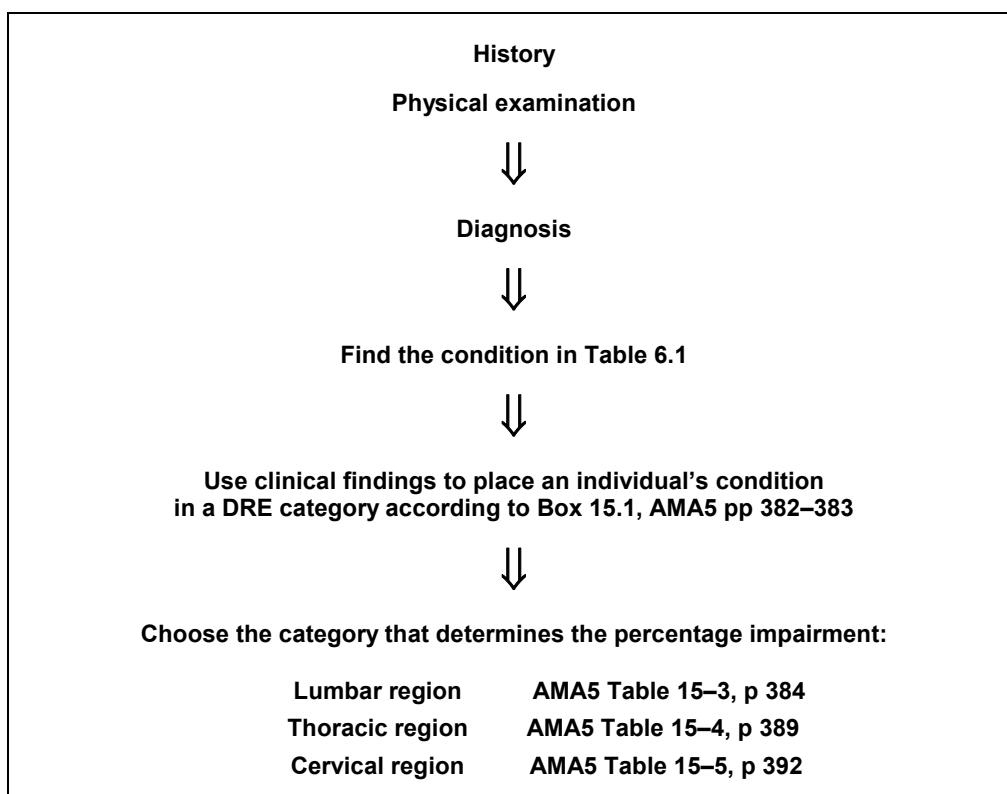 History
Physical examination
⇓
Diagnosis
⇓
Find the condition in Table 6.1
⇓
Use clinical findings to place an individual’s condition
in a DRE category according to Box 15.1, AMA5 pp 382–383
⇓
Choose the category that determines the percentage impairment:
Lumbar region AMA5 Table 15–3, p 384
Thoracic region AMA5 Table 15–4, p 389
Cervical region AMA5 Table 15–5, p 392